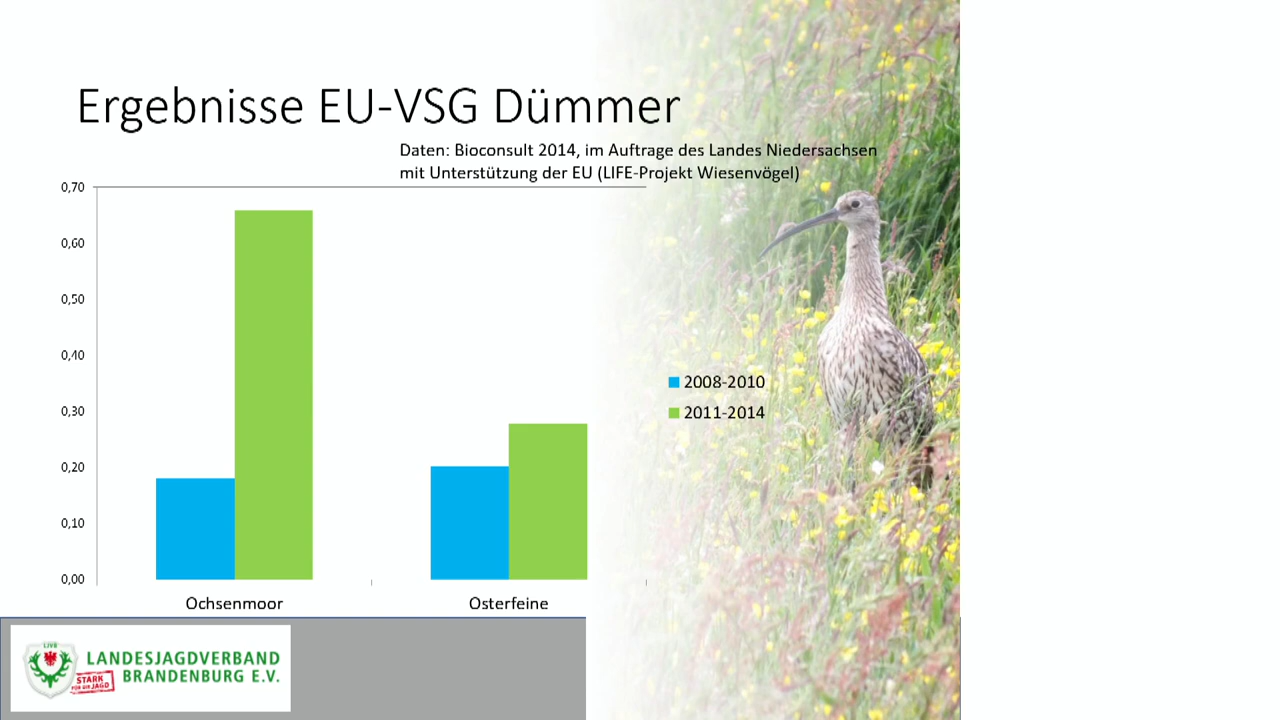 Ergebnisse EU-VSG Dümmer
Daten: Bioconsult 2014, im Auftrage des Landes Niedersachsen
mit Unterstützung der EU (LIFE-Projekt Wiesenvögel)
0,70
0,60
0,50
0,40
0,30
0,20
0,10
0,00
2008-2010
2011-2014
Ochsenmoor
Osterfeine
LJVB
LANDESJAGDVERBAND
BRANDENBURG E.V.
STARK
FÜR DIE JAGD